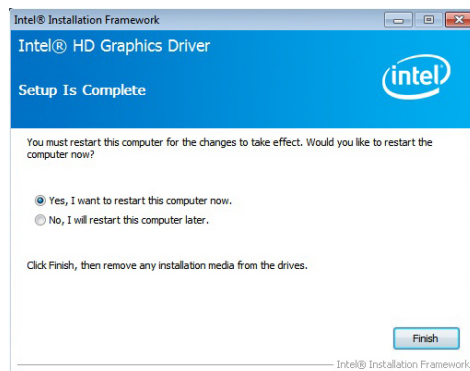 Intel® Installation Framework
Intel® HD Graphics Driver
Setup Is Complete
(intel)
You must restart this computer for the changes to take effect. Would you like to restart the
computer now?
Yes, I want to restart this computer now.
No, I will restart this computer later.
Click Finish, then remove any installation media from the drives.
Finish
Intel® Installation Framework